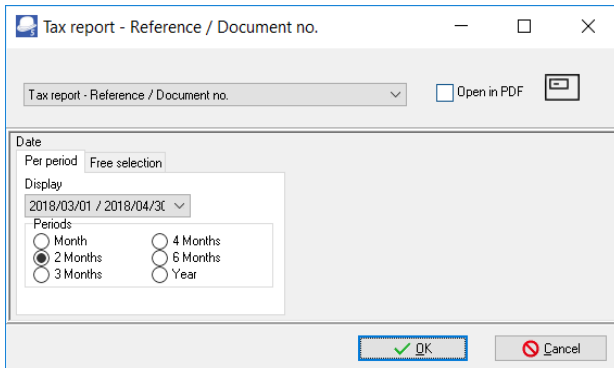 Tax report - Reference / Document no.
Tax report - Reference / Document no.
Open in PDF
Date
Per period
Free selection
Display
2018/03/01 / 2018/04/3(
Periods
Month
4 Months
2 Months
6 Months
3 Months
Year
OK
Cancel